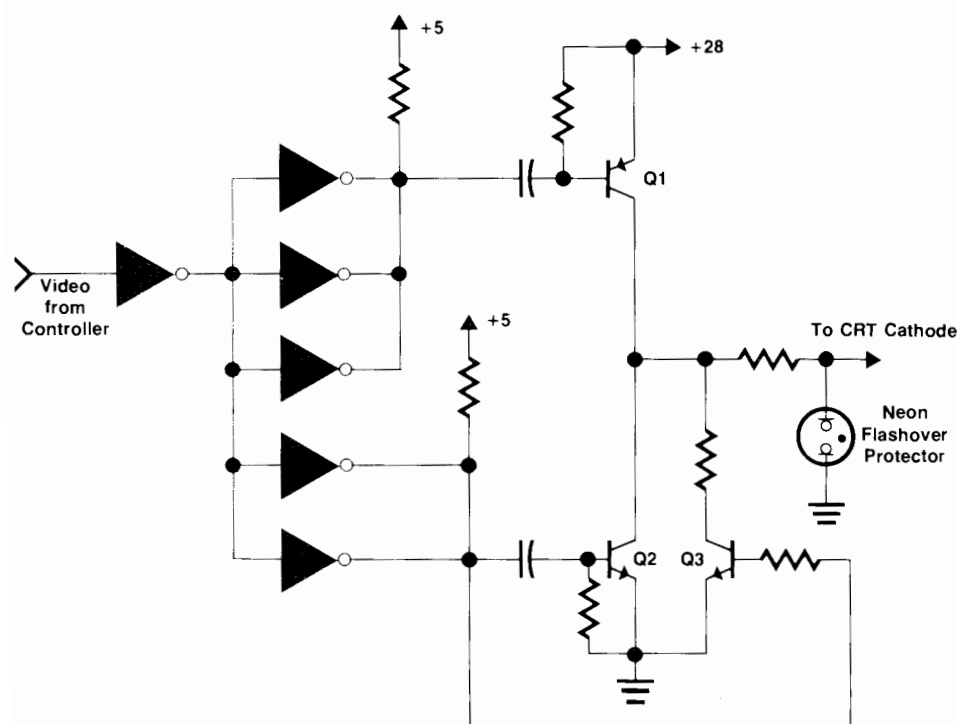 +5
+28
Q1
Video
from
Controller
+5
To CRT Cathode
Neon
Flashover
Protector
Q2
Q3